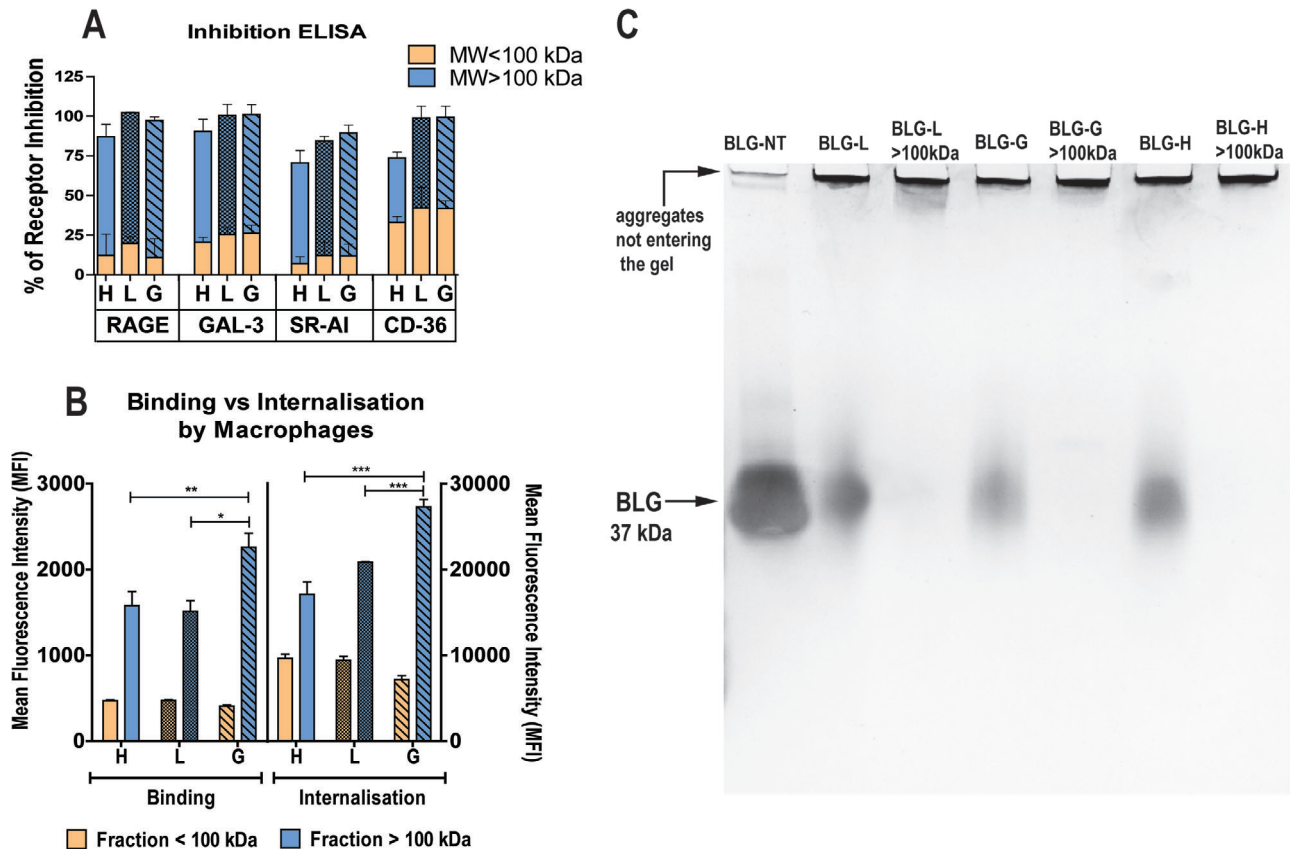 A
Inhibition ELISA
MW<100 kDa
MW>100 kDa
% of Receptor Inhibition
125
100
75
50
25
0
H L G H L G H L G H L G
RAGE GAL-3 SR-AI CD-36
B
Binding vs Internalisation
by Macrophages
Mean Fluorescence Intensity (MFI)
3000
2000
1000
0
** * *** ***
30000
20000
10000
0
Mean Fluorescence Intensity (MFI)
H L G H L G
Binding Internalisation
Fraction < 100 kDa Fraction > 100 kDa
C
BLG-NT BLG-L BLG-L >100kDa BLG-G BLG-G >100kDa BLG-H BLG-H >100kDa
aggregates
not entering
the gel
BLG
37 kDa